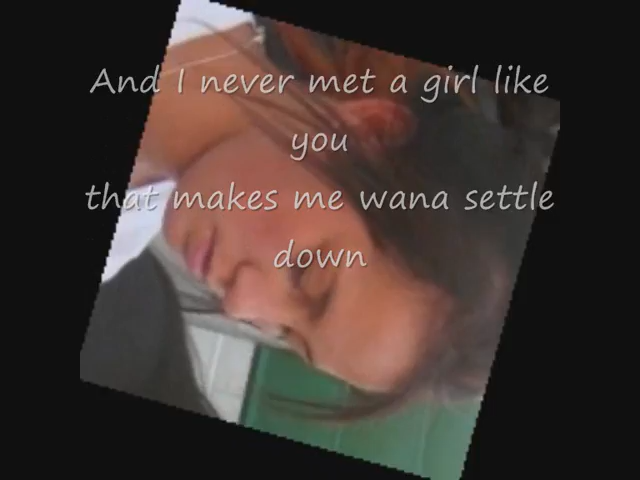 And I never met a girl like
you
that makes me wana settle
down